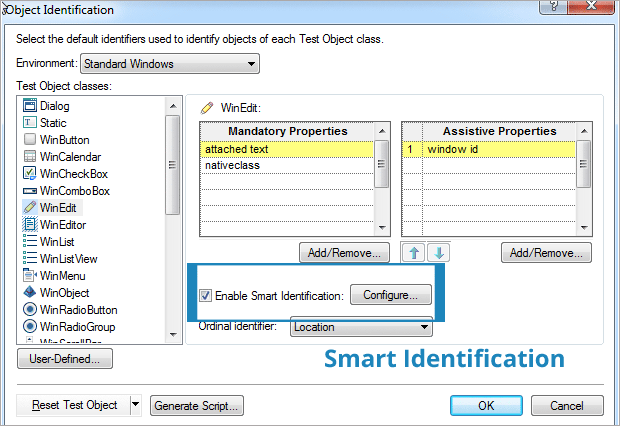 Object Identification
Select the default identifiers used to identify objects of each Test Object class.
Environment: Standard Windows
Test Object classes:
Dialog
Static
WinButton
WinCalendar
WinCheckBox
WinComboBox
WinEdit
WinEditor
WinList
WinListView
WinMenu
WinObject
WinRadioButton
WinRadioGroup
WinScrollBar
User-Defined...
WinEdit:
Mandatory Properties
attached text
nativeclass
Add/Remove...
Assistive Properties
1 window id
Add/Remove...
Enable Smart Identification: Configure...
Ordinal identifier: Location
Smart Identification
Reset Test Object Generate Script... OK Cancel